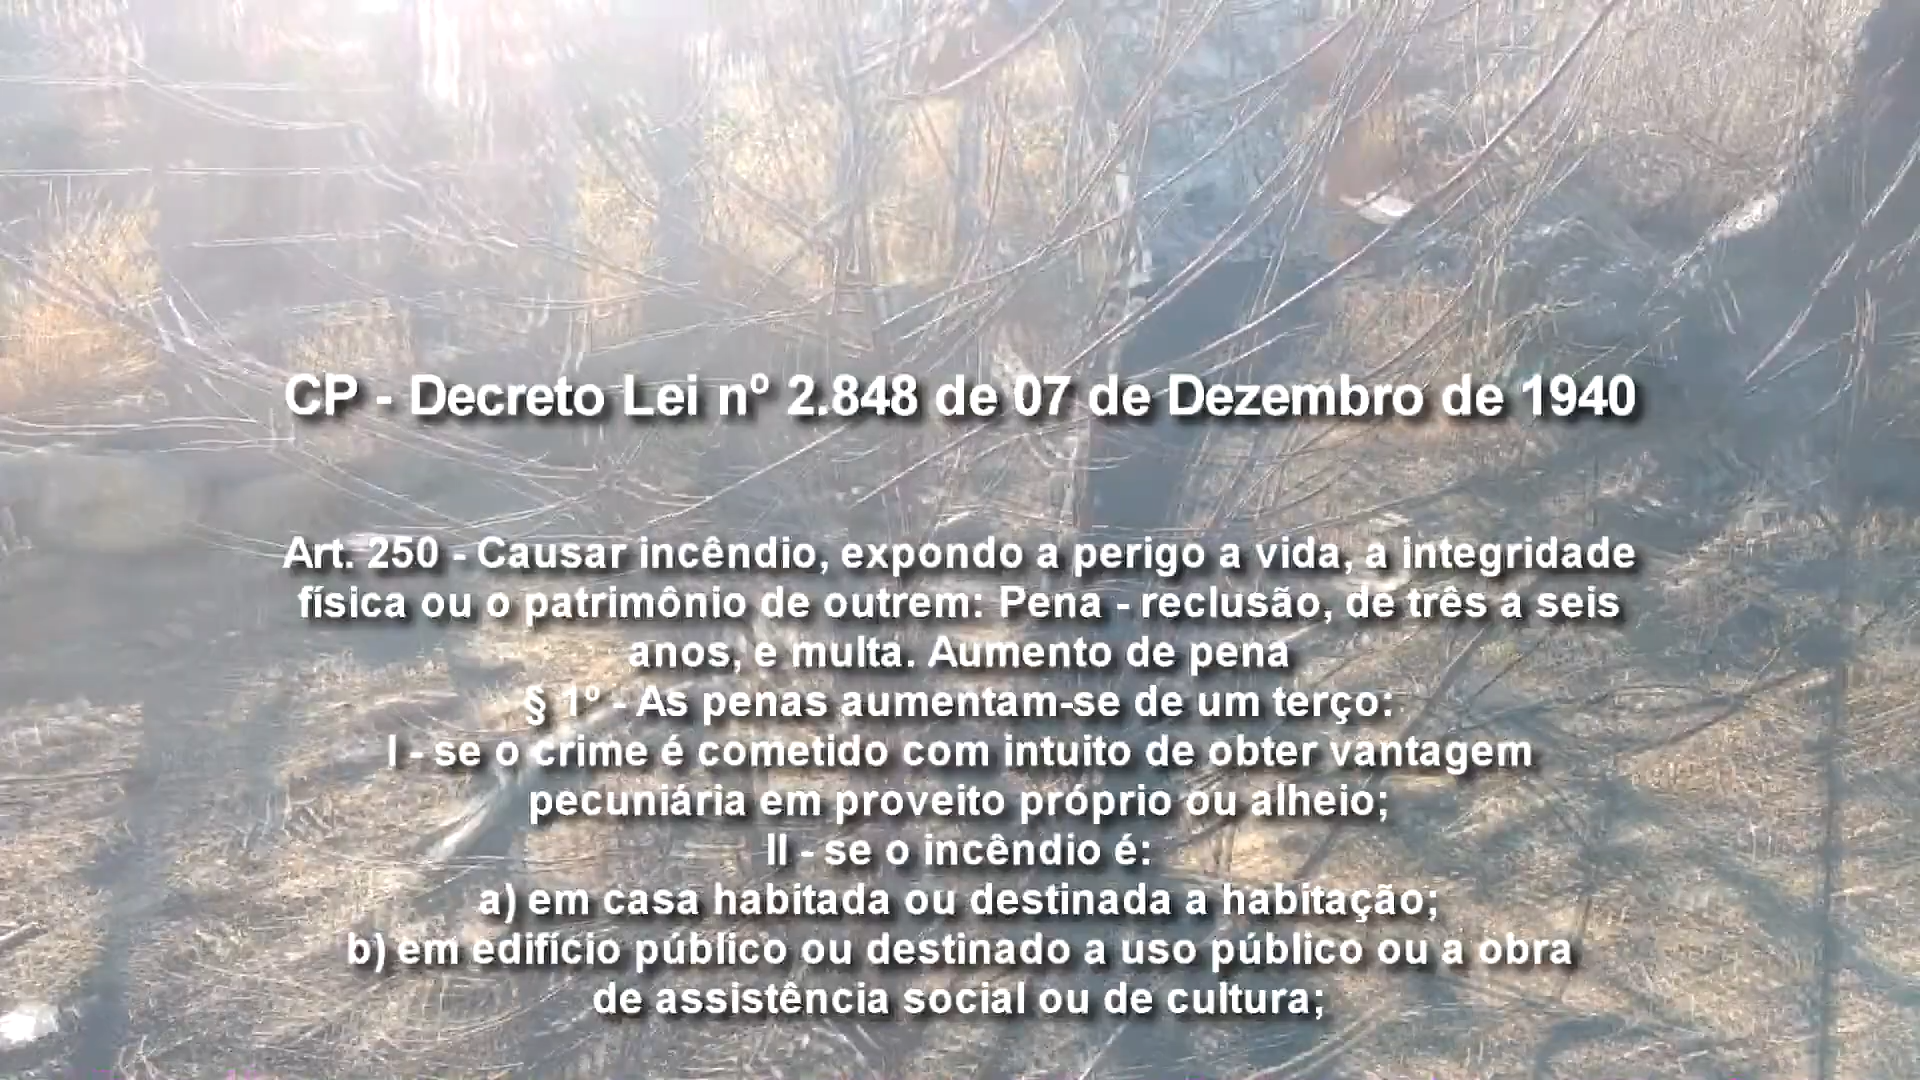 CP - Decreto Lei nº 2.848 de 07 de Dezembro de 1940
Art. 250 - Causar incêndio, expondo a perigo a vida, a integridade
física ou o patrimônio de outrem: Pena - reclusão, de três a seis
anos, e multa. Aumento de pena
§ 1º - As penas aumentam-se de um terço:
I - se o crime é cometido com intuito de obter vantagem
pecuniária em proveito próprio ou alheio;
II - se o incêndio é:
a) em casa habitada ou destinada a habitação;
b) em edifício público ou destinado a uso público ou a obra
de assistência social ou de cultura;